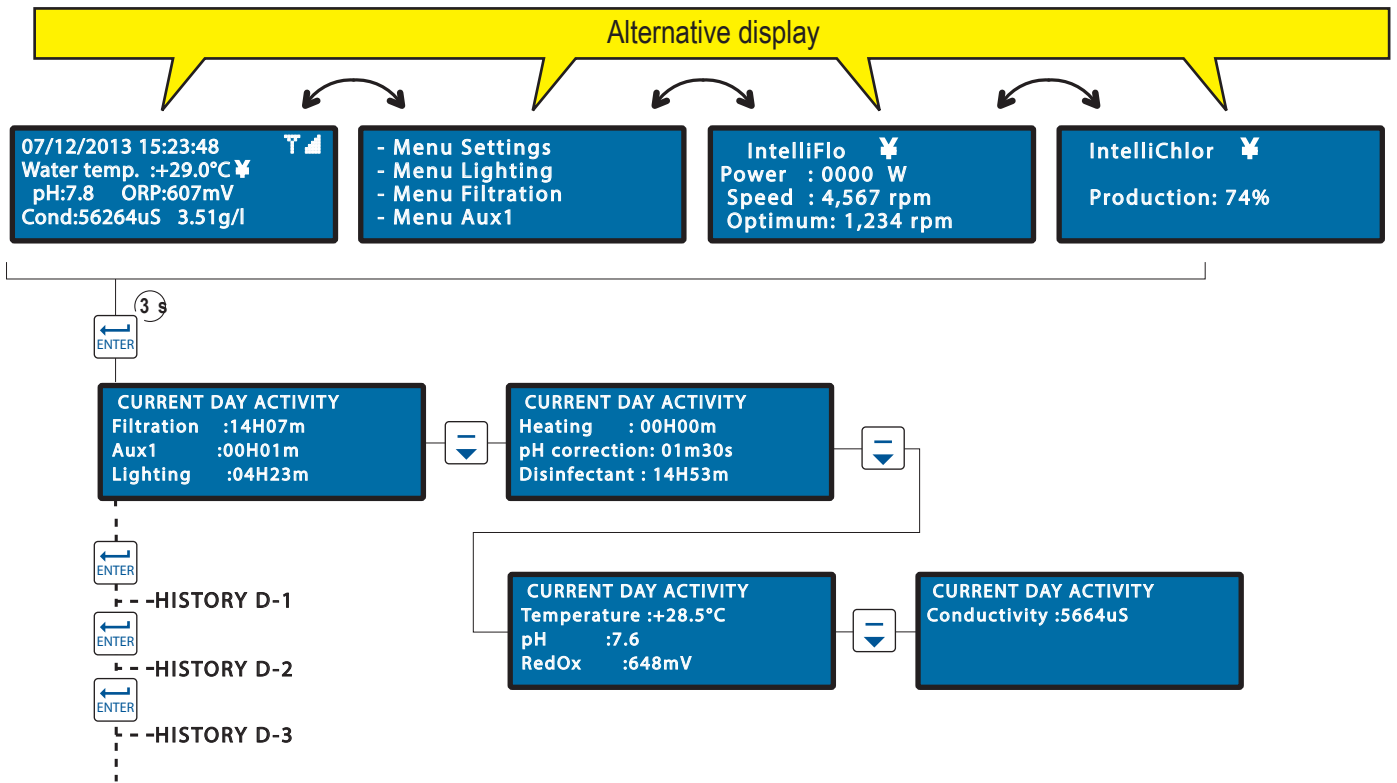 Alternative display
07/12/2013 15:23:48
Water temp. :+29.0°C ¥
pH:7.8 ORP:607mV
Cond:56264uS 3.51g/l
- Menu Settings
- Menu Lighting
- Menu Filtration
- Menu Aux1
IntelliFlo ¥
Power : 0000 W
Speed : 4,567 rpm
Optimum: 1,234 rpm
IntelliChlor ¥
Production: 74%
3 s
ENTER
CURRENT DAY ACTIVITY
Filtration :14H07m
Aux1 :00H01m
Lighting :04H23m
CURRENT DAY ACTIVITY
Heating : 00H00m
pH correction: 01m30s
Disinfectant : 14H53m
CURRENT DAY ACTIVITY
Temperature :+28.5°C
pH :7.6
RedOx :648mV
CURRENT DAY ACTIVITY
Conductivity :5664uS
ENTER
-HISTORY D-1
ENTER
-HISTORY D-2
ENTER
-HISTORY D-3